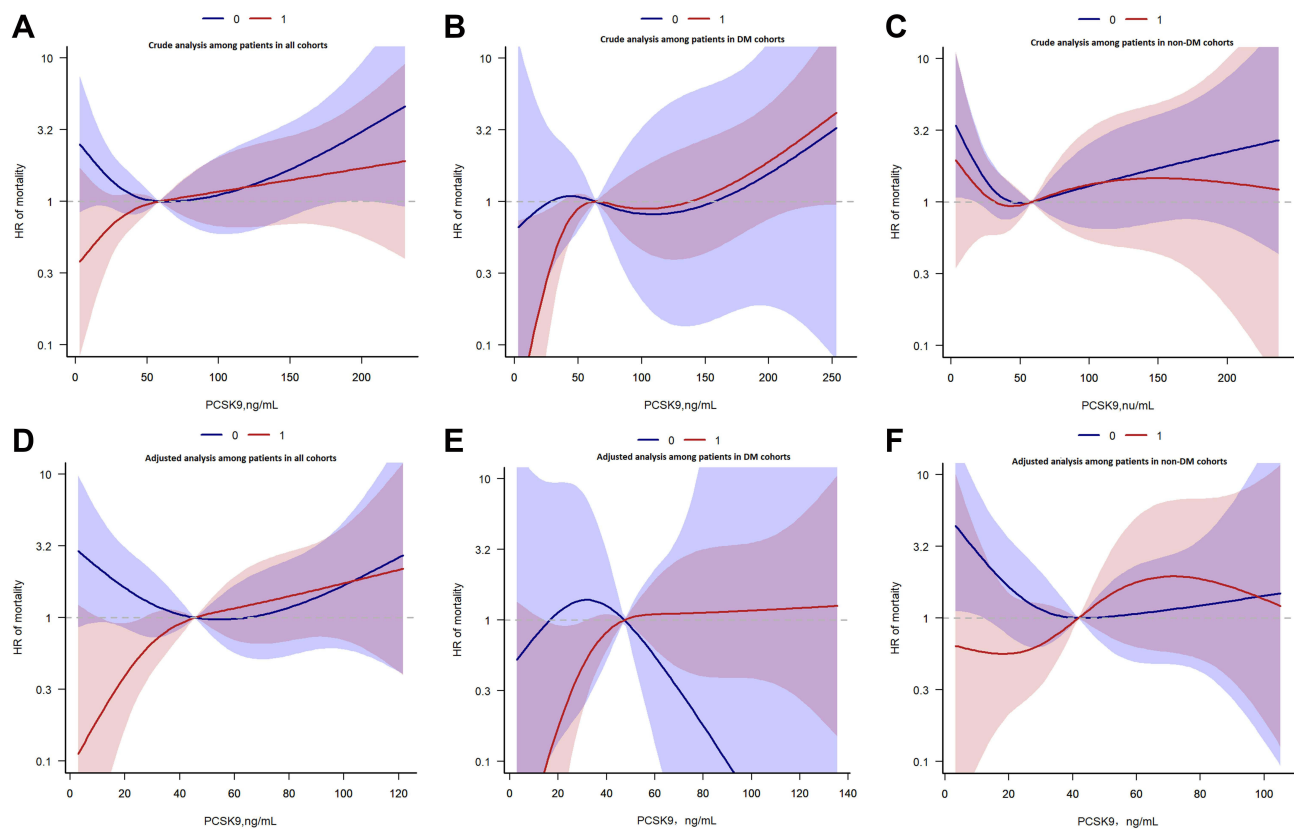 A
0 1
Crude analysis among patients in all cohorts
HR of mortality
10
3.2
1
0.3
0.1
0 50 100 150 200
PCSK9,ng/mL
B
0 1
Crude analysis among patients in DM cohorts
HR of mortality
10
3.2
1
0.3
0.1
0 50 100 150 200 250
PCSK9,ng/mL
C
0 1
Crude analysis among patients in non-DM cohorts
HR of mortality
10
3.2
1
0.3
0.1
0 50 100 150 200
PCSK9,nu/mL
D
0 1
Adjusted analysis among patients in all cohorts
HR of mortality
10
3.2
1
0.3
0.1
0 20 40 60 80 100 120
PCSK9,ng/mL
E
0 1
Adjusted analysis among patients in DM cohorts
HR of mortality
10
3.2
1
0.3
0.1
0 20 40 60 80 100 120 140
PCSK9，ng/mL
F
0 1
Adjusted analysis among patients in non-DM cohorts
HR of mortality
10
3.2
1
0.3
0.1
0 20 40 60 80 100
PCSK9，ng/mL